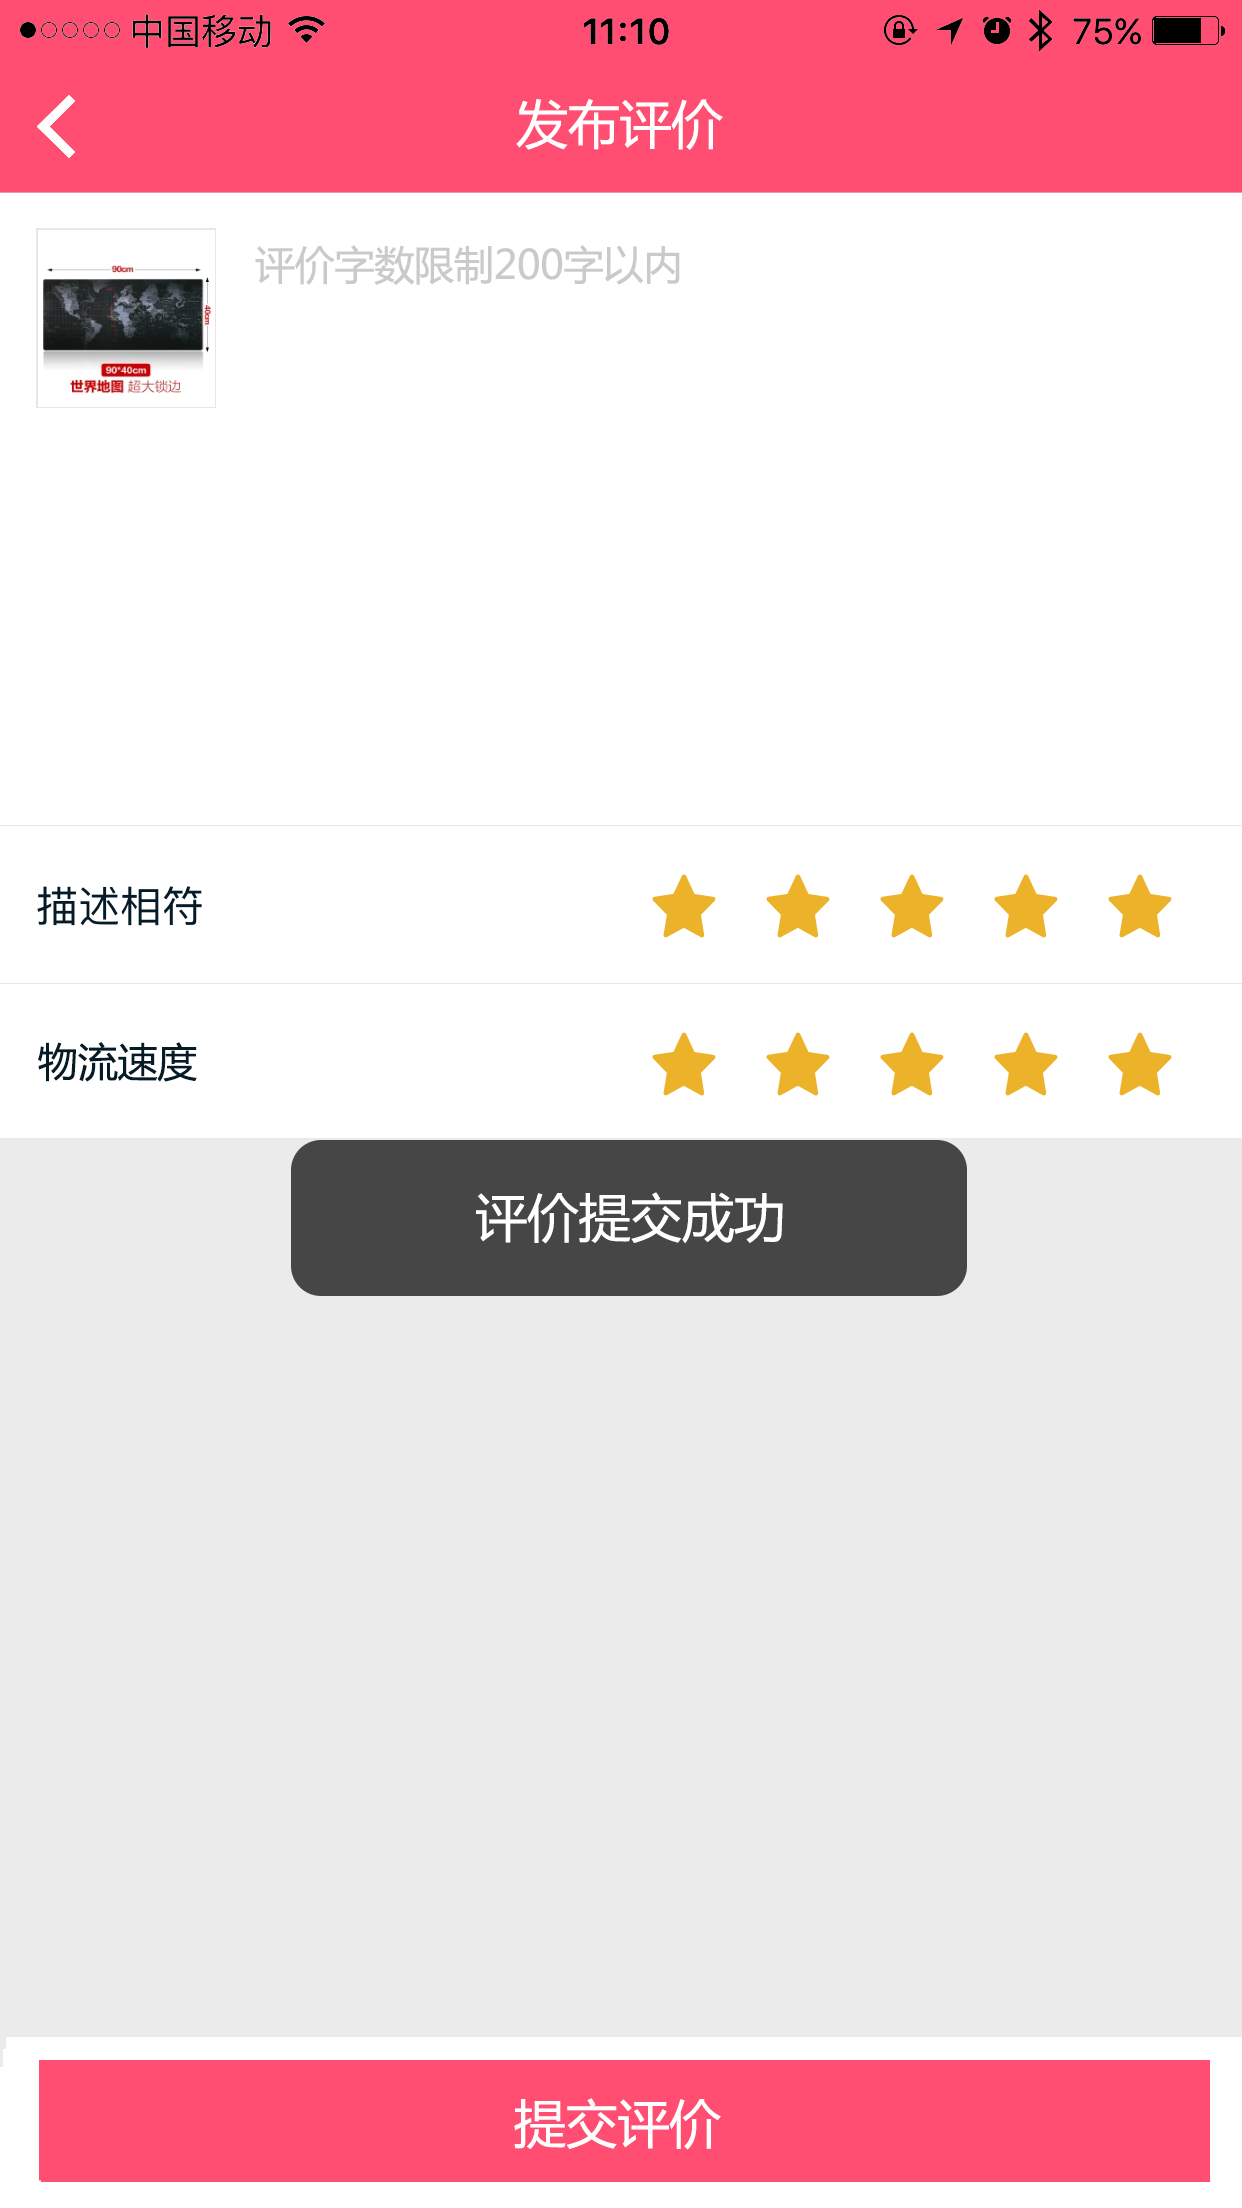 中国移动 11:10 75%
发布评价
90cm
40cm
90*40cm
世界地图 超大锁边
评价字数限制200字以内
描述相符
物流速度
评价提交成功
提交评价